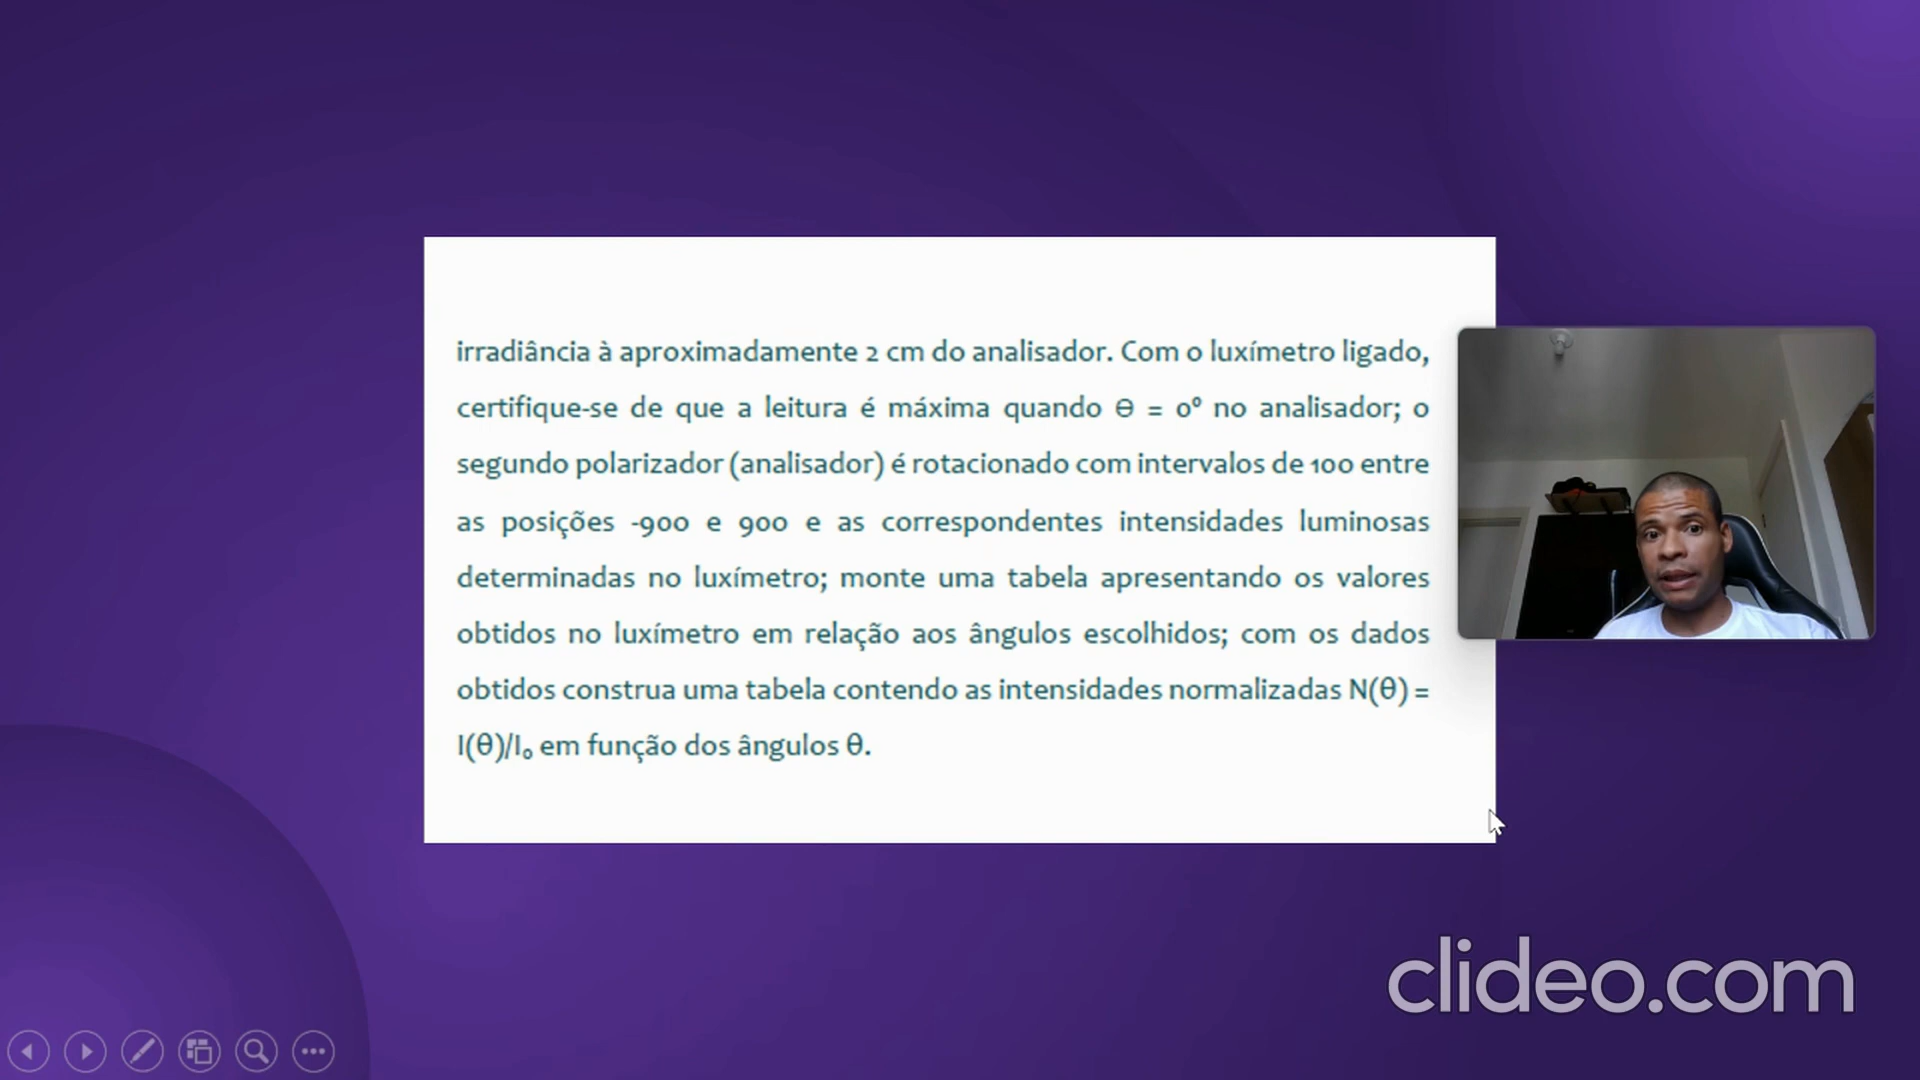 irradiância à aproximadamente 2 cm do analisador. Com o luxímetro ligado,
certifique-se de que a leitura é máxima quando ϴ = 0º no analisador; o
segundo polarizador (analisador) é rotacionado com intervalos de 100 entre
as posições -900 e 900 e as correspondentes intensidades luminosas
determinadas no luxímetro; monte uma tabela apresentando os valores
obtidos no luxímetro em relação aos ângulos escolhidos; com os dados
obtidos construa uma tabela contendo as intensidades normalizadas N(θ) =
I(θ)/I₀ em função dos ângulos θ.
clideo.com